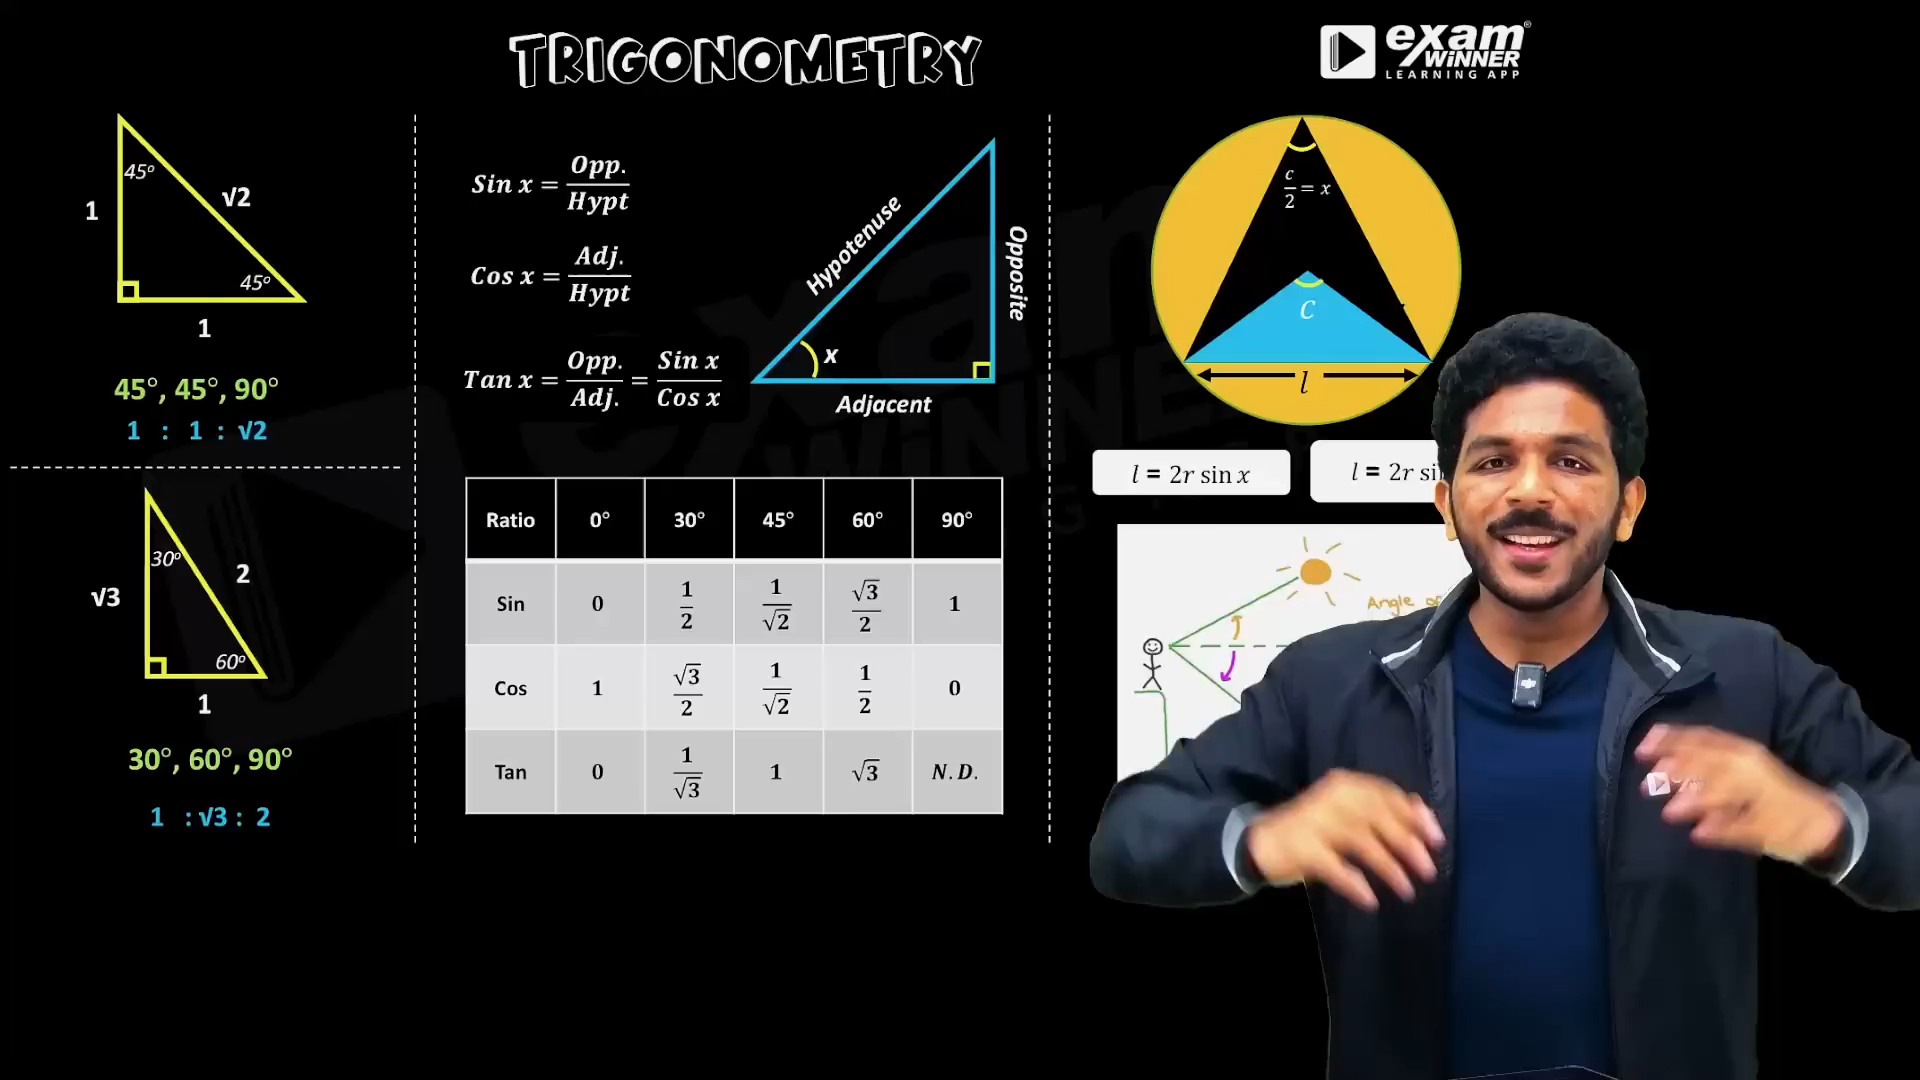 TRIGONOMETRY
exam
WiNNER
LEARNING APP
45°
√2
1
45°
1
45°, 45°, 90°
1 : 1 : √2
30°
2
√3
60°
1
30°, 60°, 90°
1 : √3 : 2
Sin x = Opp. / Hypt
Cos x = Adj. / Hypt
Tan x = Opp. / Adj. = Sin x / Cos x
Hypotenuse
Opposite
x
Adjacent
Ratio 0° 30° 45° 60° 90°
Sin 0 1/2 1/√2 √3/2 1
Cos 1 √3/2 1/√2 1/2 0
Tan 0 1/√3 1 √3 N.D.
c/2 = x
C
l
l = 2r sin x
l = 2r si
Angle